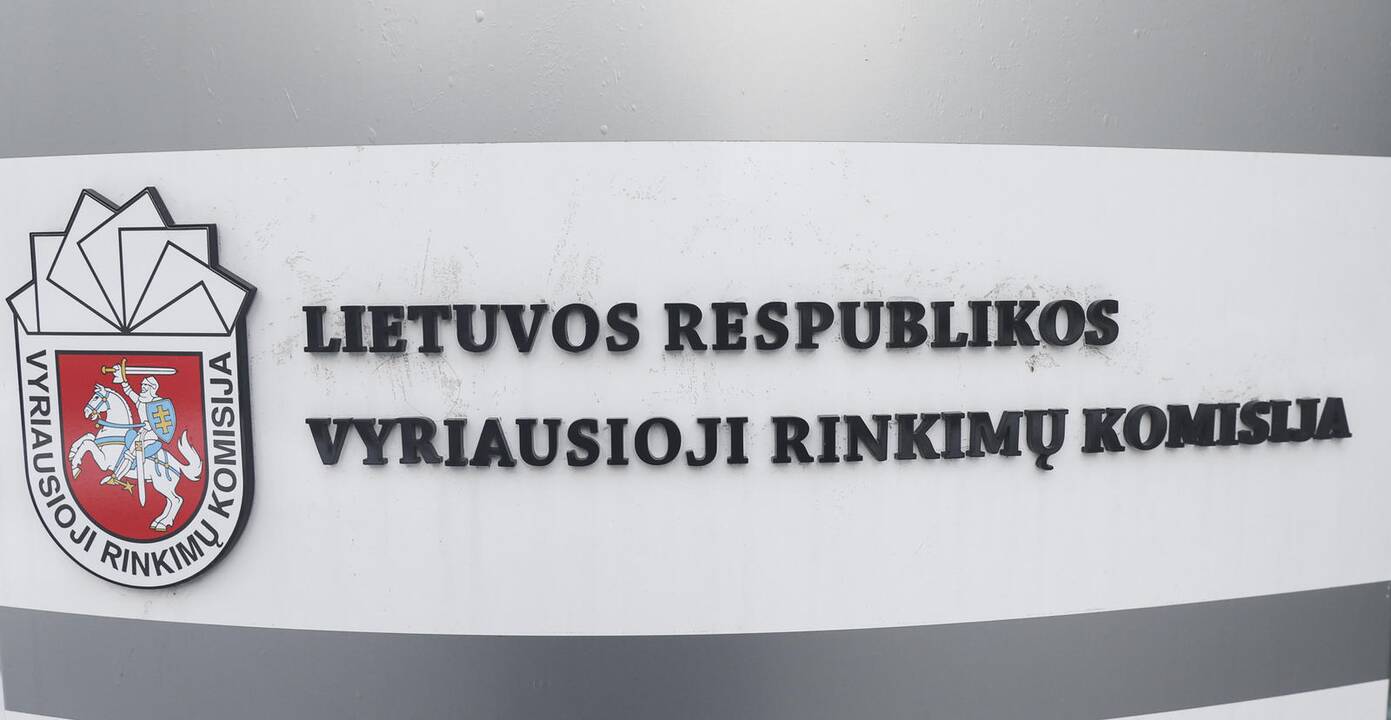 VYRIAUSIOJI RINKIMŲ KOMISIJA
LIETUVOS RESPUBLIKOS
VYRIAUSIOJI RINKIMŲ KOMISIJA